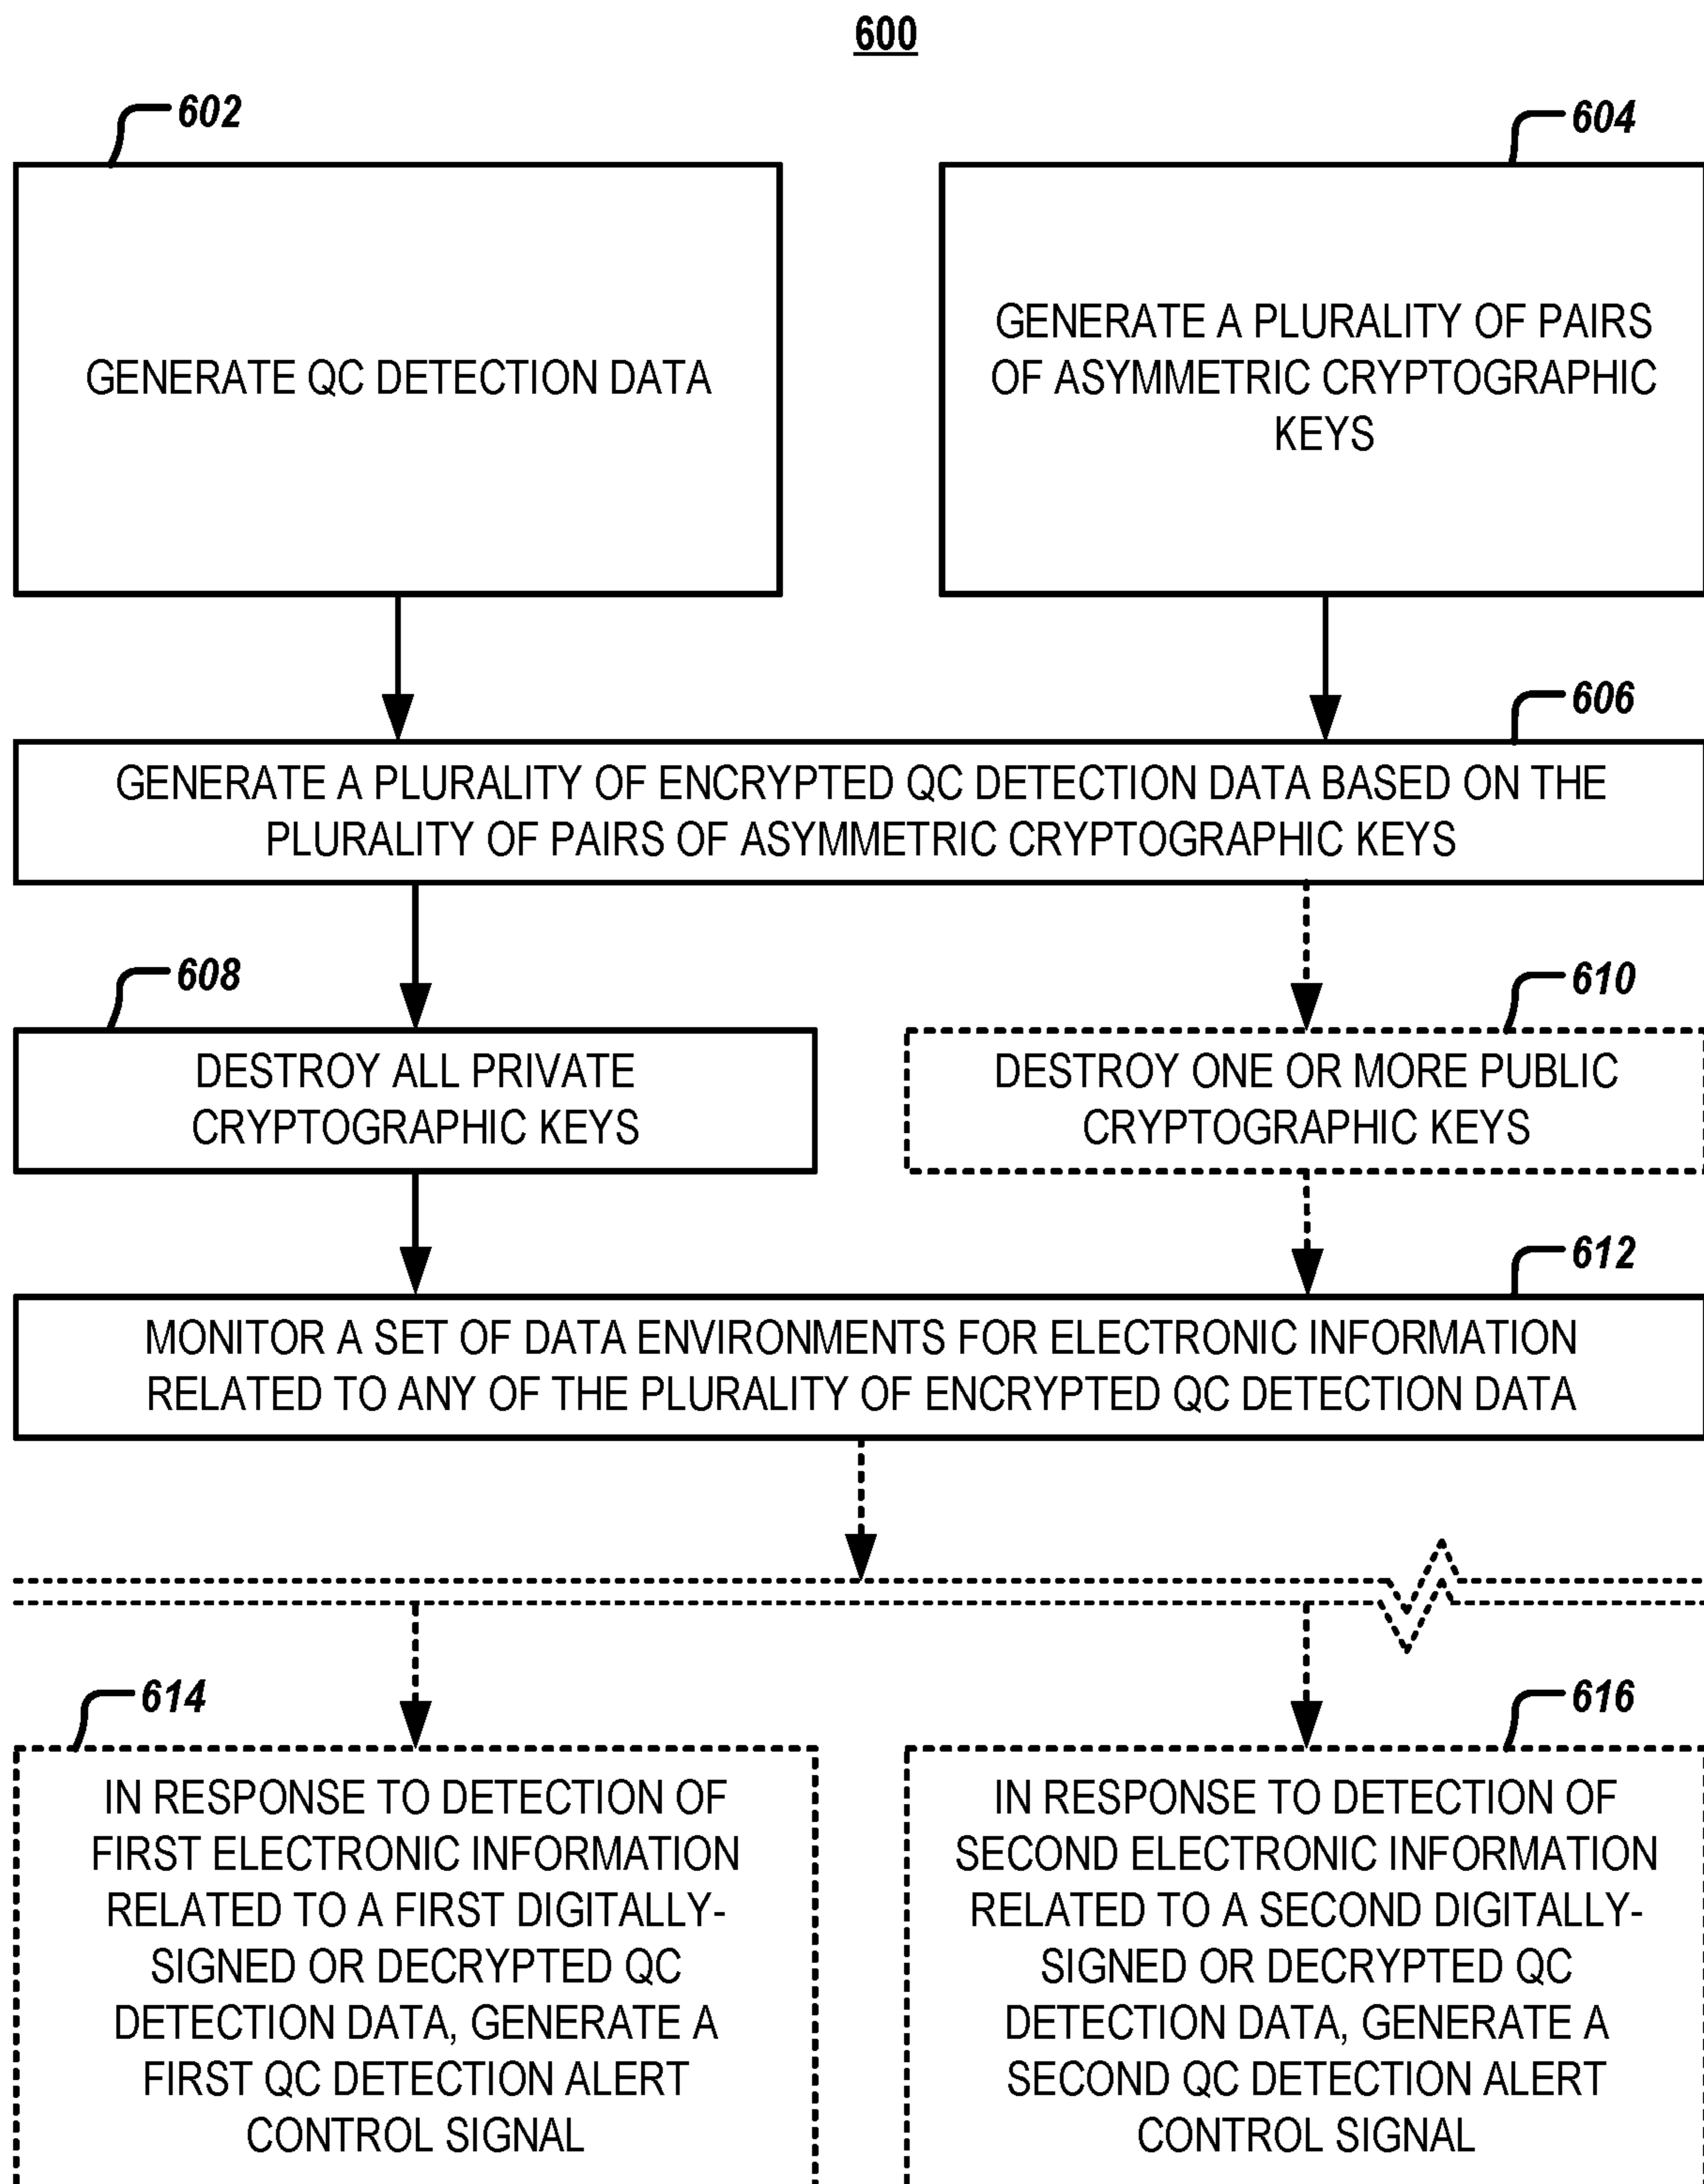 600
602
604
GENERATE QC DETECTION DATA
GENERATE A PLURALITY OF PAIRS
OF ASYMMETRIC CRYPTOGRAPHIC
KEYS
606
GENERATE A PLURALITY OF ENCRYPTED QC DETECTION DATA BASED ON THE
PLURALITY OF PAIRS OF ASYMMETRIC CRYPTOGRAPHIC KEYS
608
610
DESTROY ALL PRIVATE
CRYPTOGRAPHIC KEYS
DESTROY ONE OR MORE PUBLIC
CRYPTOGRAPHIC KEYS
612
MONITOR A SET OF DATA ENVIRONMENTS FOR ELECTRONIC INFORMATION
RELATED TO ANY OF THE PLURALITY OF ENCRYPTED QC DETECTION DATA
614
616
IN RESPONSE TO DETECTION OF
FIRST ELECTRONIC INFORMATION
RELATED TO A FIRST DIGITALLY-
SIGNED OR DECRYPTED QC
DETECTION DATA, GENERATE A
FIRST QC DETECTION ALERT
CONTROL SIGNAL
IN RESPONSE TO DETECTION OF
SECOND ELECTRONIC INFORMATION
RELATED TO A SECOND DIGITALLY-
SIGNED OR DECRYPTED QC
DETECTION DATA, GENERATE A
SECOND QC DETECTION ALERT
CONTROL SIGNAL